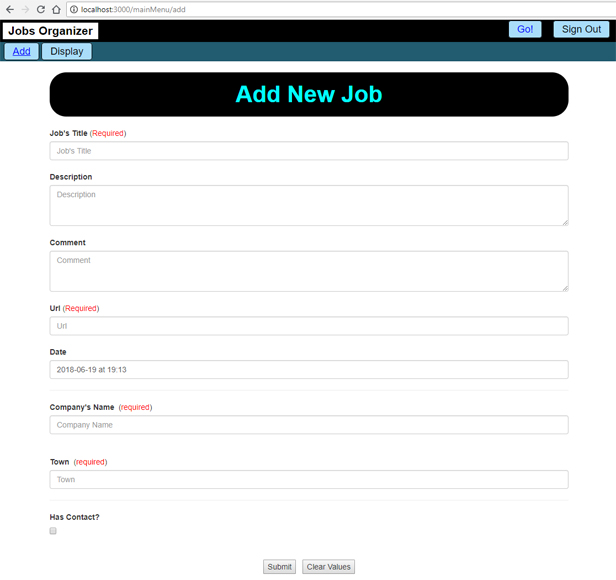 localhost:3000/mainMenu/add
Jobs Organizer Go! Sign Out
Add Display
Add New Job
Job's Title (Required)
Job's Title
Description
Description
Comment
Comment
Url (Required)
Url
Date
2018-06-19 at 19:13
Company's Name (required)
Company Name
Town (required)
Town
Has Contact?
Submit Clear Values